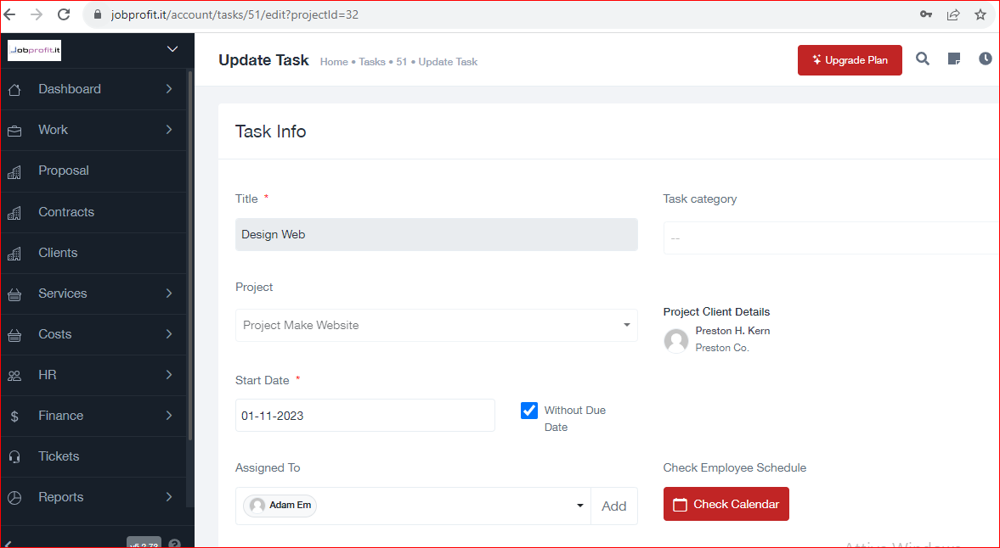 jobprofit.it/account/tasks/51/edit?projectId=32
Jobprofit.it
Update Task
Home • Tasks • 51 • Update Task
Upgrade Plan
Dashboard
Work
Proposal
Contracts
Clients
Services
Costs
HR
Finance
Tickets
Reports
v5.2.73
Task Info
Title *
Design Web
Task category
--
Project
Project Make Website
Project Client Details
Preston H. Kern
Preston Co.
Start Date *
01-11-2023
Without Due
Date
Assigned To
Adam Em
Add
Check Employee Schedule
Check Calendar